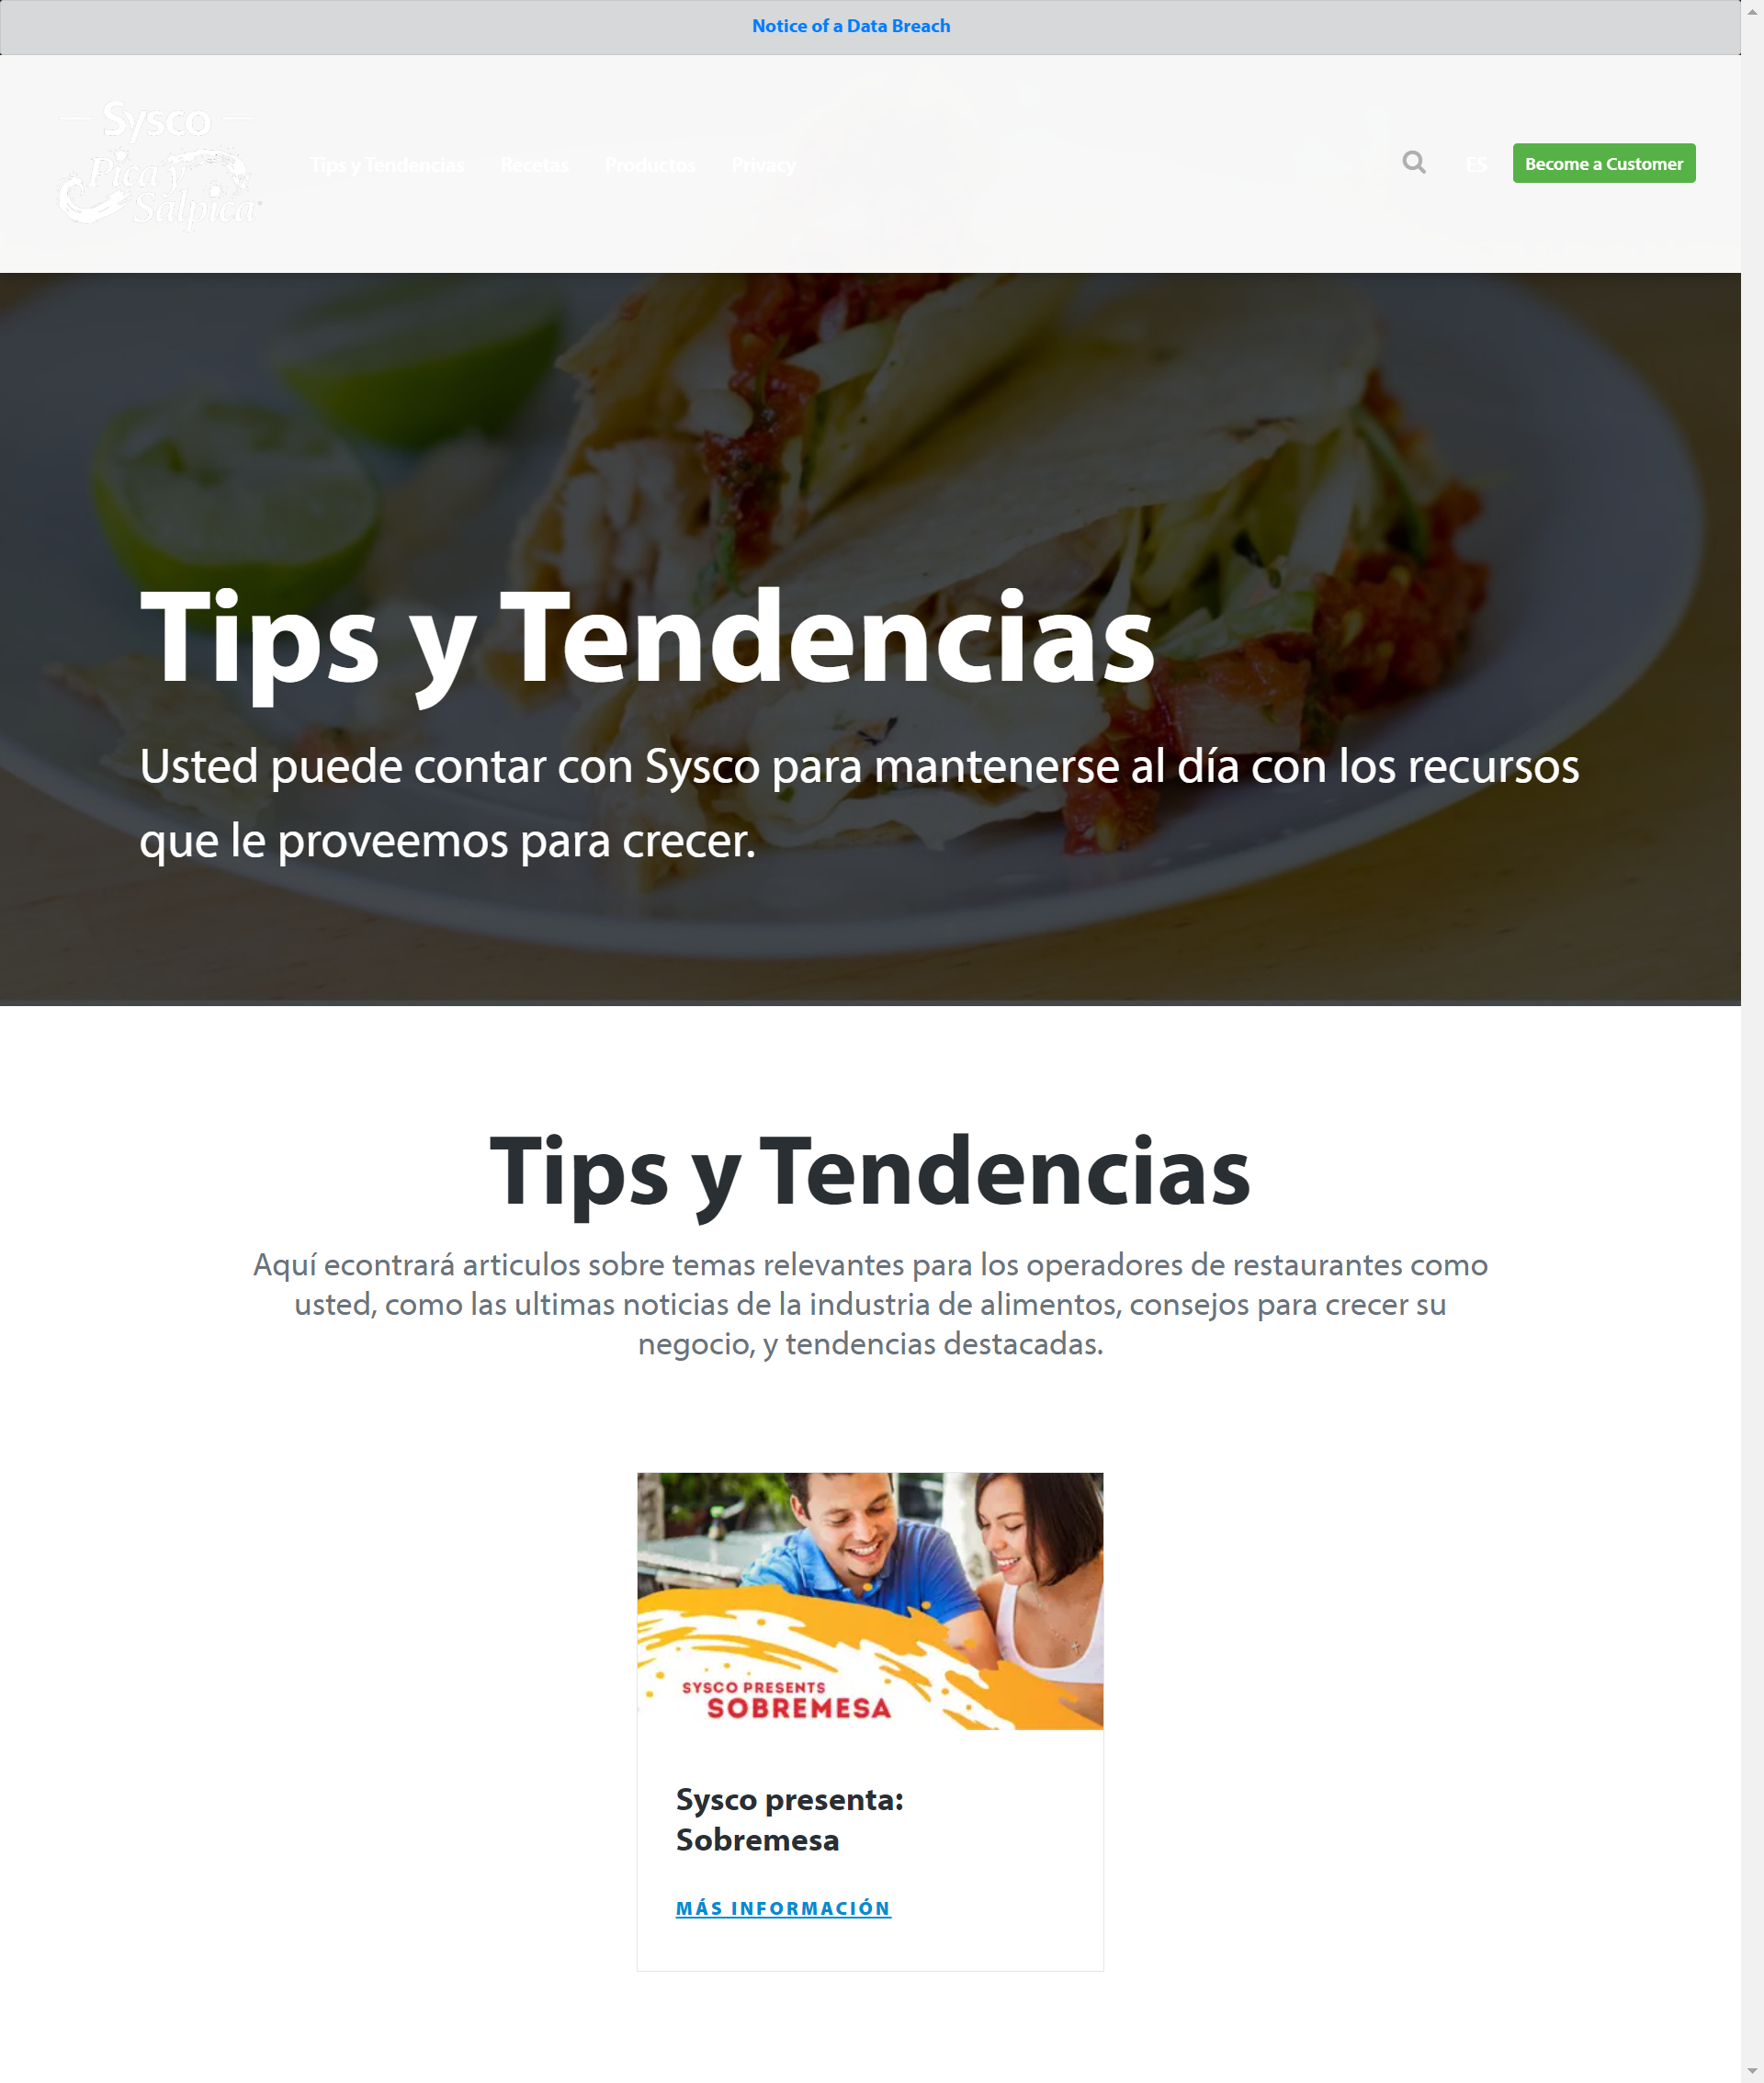 Notice of a Data Breach
Sysco
Pica y
Salpica
Tips y Tendencias
Recetas
Productos
Privacy
ES
Become a Customer
Tips y Tendencias
Usted puede contar con Sysco para mantenerse al día con los recursos
que le proveemos para crecer.
Tips y Tendencias
Aquí econtrará articulos sobre temas relevantes para los operadores de restaurantes como
usted, como las ultimas noticias de la industria de alimentos, consejos para crecer su
negocio, y tendencias destacadas.
SYSCO PRESENTS
SOBREMESA
Sysco presenta:
Sobremesa
MÁS INFORMACIÓN